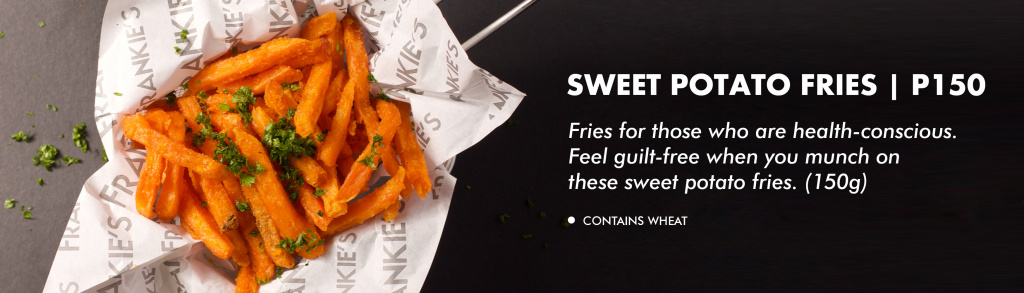 FRANKIE'S
SWEET POTATO FRIES | P150
Fries for those who are health-conscious.
Feel guilt-free when you munch on
these sweet potato fries. (150g)
CONTAINS WHEAT